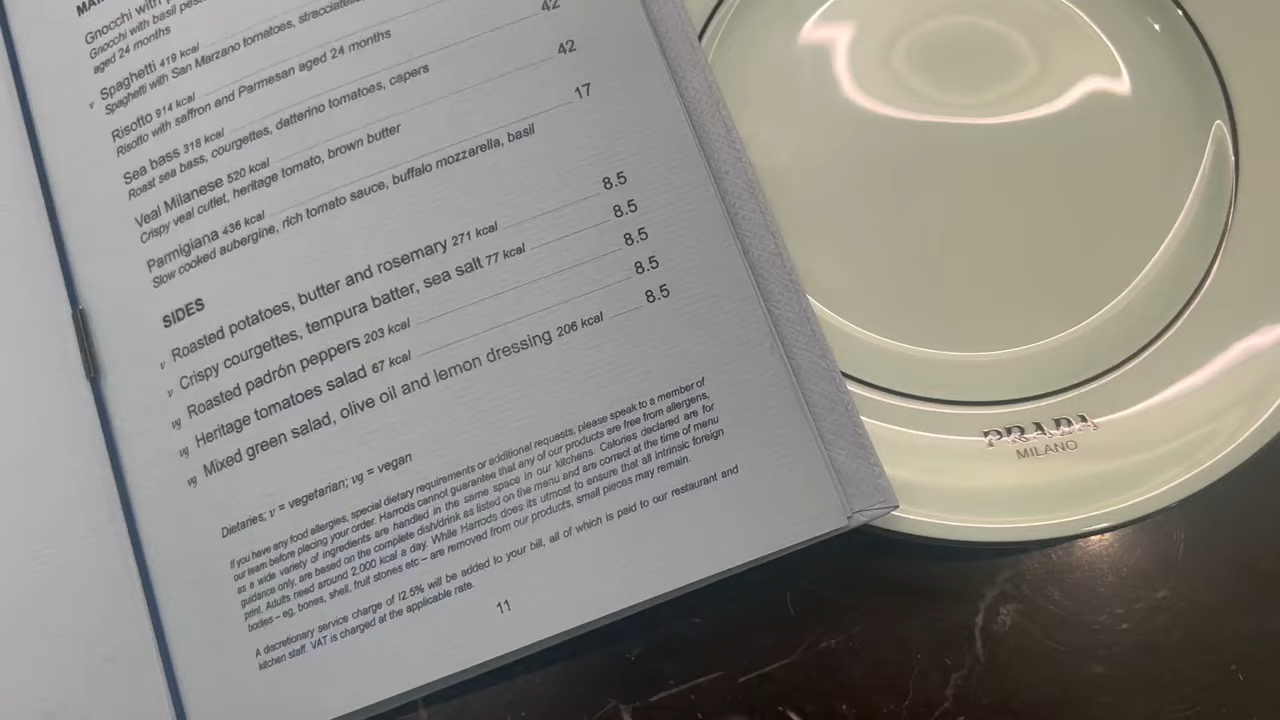 Gnocchi with
Gnocchi with basil
aged 24 months
v Spaghetti 419 kcal
Spaghetti with San Marzano tomatoes,
Risotto 914 kcal 42
Risotto with saffron and Parmesan aged 24 months
Sea bass 318 kcal 42
Roast sea bass, courgettes, datterino tomatoes, capers
Veal Milanese 520 kcal
Crispy veal cutlet, heritage tomato, brown butter
Parmigiana 436 kcal 17
Slow cooked aubergine, rich tomato sauce, buffalo mozzarella, basil
SIDES
v Roasted potatoes, butter and rosemary 271 kcal 8.5
v Crispy courgettes, tempura batter, sea salt 77 kcal 8.5
vg Roasted padrón peppers 203 kcal 8.5
vg Heritage tomatoes salad 67 kcal 8.5
vg Mixed green salad, olive oil and lemon dressing 206 kcal 8.5
Dietaries; v = vegetarian; vg = vegan
If you have any food allergies, special dietary requirements or additional requests, please speak to a member of
our team before placing your order. Harrods cannot guarantee that any of our products are free from allergens,
as a wide variety of ingredients are handled in the same space in our kitchens. Calories declared are for
guidance only, are based on the complete dish/drink as listed on the menu and are correct at the time of menu
print. Adults need around 2,000 kcal a day. While Harrods does its utmost to ensure that all intrinsic foreign
bodies – eg, bones, shell, fruit stones etc – are removed from our products, small pieces may remain.
A discretionary service charge of 12.5% will be added to your bill, all of which is paid to our restaurant and
kitchen staff. VAT is charged at the applicable rate.
11
PRADA
MILANO